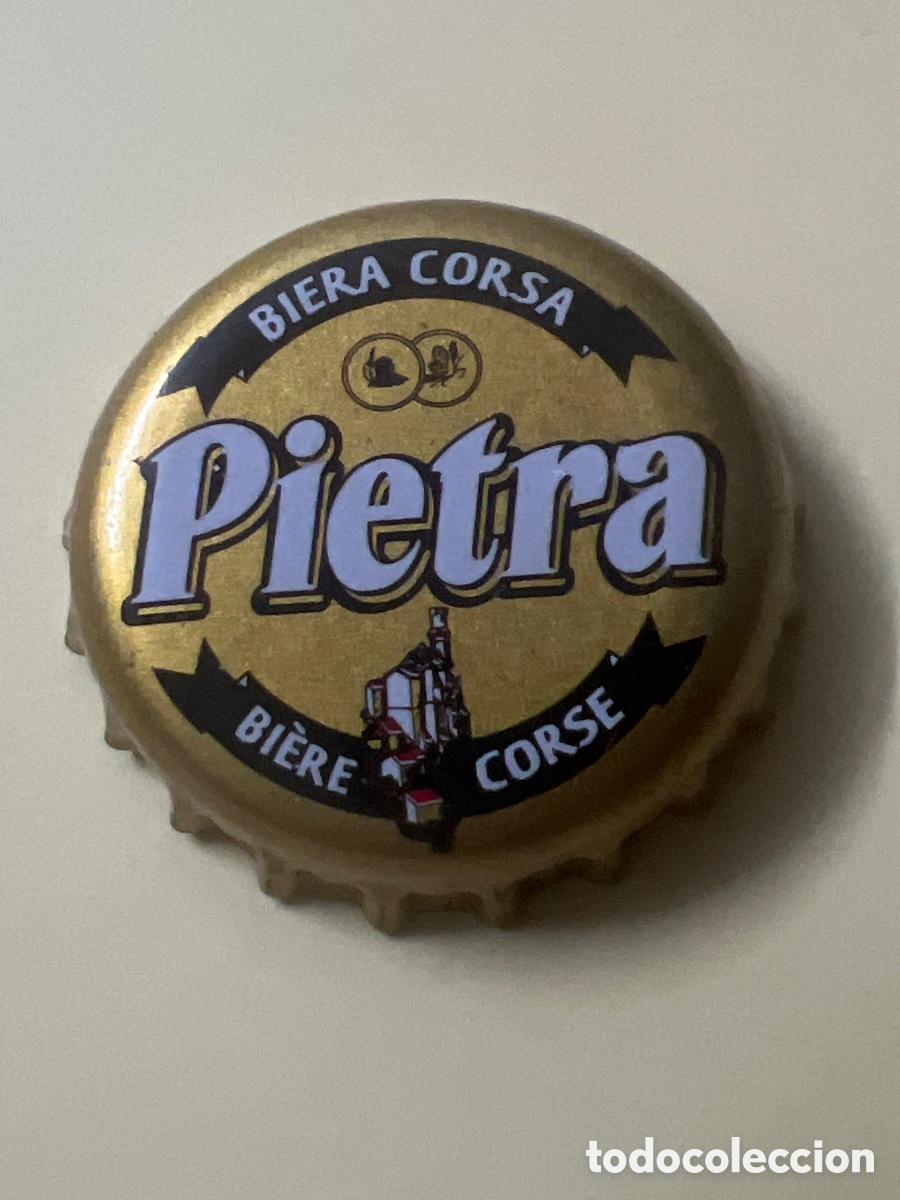 BIERA CORSA
Pietra
BIÈRE CORSE
todocoleccion